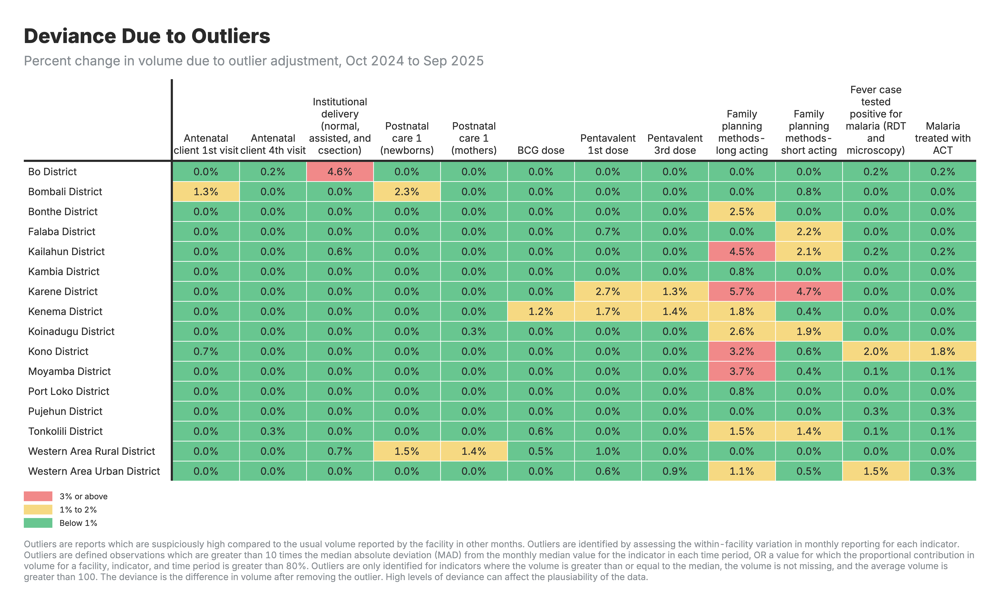 Deviance Due to Outliers
Percent change in volume due to outlier adjustment, Oct 2024 to Sep 2025
Antenatal client 1st visit
Antenatal client 4th visit
Institutional delivery (normal, assisted, and csection)
Postnatal care 1 (newborns)
Postnatal care 1 (mothers)
BCG dose
Pentavalent 1st dose
Pentavalent 3rd dose
Family planning methods-long acting
Family planning methods-short acting
Fever case tested positive for malaria (RDT and microscopy)
Malaria treated with ACT
Bo District 0.0% 0.2% 4.6% 0.0% 0.0% 0.0% 0.0% 0.0% 0.0% 0.0% 0.2% 0.2%
Bombali District 1.3% 0.0% 0.0% 2.3% 0.0% 0.0% 0.0% 0.0% 0.0% 0.8% 0.0% 0.0%
Bonthe District 0.0% 0.0% 0.0% 0.0% 0.0% 0.0% 0.0% 0.0% 2.5% 0.0% 0.0% 0.0%
Falaba District 0.0% 0.0% 0.0% 0.0% 0.0% 0.0% 0.7% 0.0% 0.0% 2.2% 0.0% 0.0%
Kailahun District 0.0% 0.0% 0.6% 0.0% 0.0% 0.0% 0.0% 0.0% 4.5% 2.1% 0.2% 0.2%
Kambia District 0.0% 0.0% 0.0% 0.0% 0.0% 0.0% 0.0% 0.0% 0.8% 0.0% 0.0% 0.0%
Karene District 0.0% 0.0% 0.0% 0.0% 0.0% 0.0% 2.7% 1.3% 5.7% 4.7% 0.0% 0.0%
Kenema District 0.0% 0.0% 0.0% 0.0% 0.0% 1.2% 1.7% 1.4% 1.8% 0.4% 0.0% 0.0%
Koinadugu District 0.0% 0.0% 0.0% 0.0% 0.3% 0.0% 0.0% 0.0% 2.6% 1.9% 0.0% 0.0%
Kono District 0.7% 0.0% 0.0% 0.0% 0.0% 0.0% 0.0% 0.0% 3.2% 0.6% 2.0% 1.8%
Moyamba District 0.0% 0.0% 0.0% 0.0% 0.0% 0.0% 0.0% 0.0% 3.7% 0.4% 0.1% 0.1%
Port Loko District 0.0% 0.0% 0.0% 0.0% 0.0% 0.0% 0.0% 0.0% 0.8% 0.0% 0.0% 0.0%
Pujehun District 0.0% 0.0% 0.0% 0.0% 0.0% 0.0% 0.0% 0.0% 0.0% 0.0% 0.3% 0.3%
Tonkolili District 0.0% 0.3% 0.0% 0.0% 0.0% 0.6% 0.0% 0.0% 1.5% 1.4% 0.1% 0.1%
Western Area Rural District 0.0% 0.0% 0.7% 1.5% 1.4% 0.5% 1.0% 0.0% 0.0% 0.0% 0.0% 0.0%
Western Area Urban District 0.0% 0.0% 0.0% 0.0% 0.0% 0.0% 0.6% 0.9% 1.1% 0.5% 1.5% 0.3%
3% or above
1% to 2%
Below 1%
Outliers are reports which are suspiciously high compared to the usual volume reported by the facility in other months. Outliers are identified by assessing the within-facility variation in monthly reporting for each indicator.
Outliers are defined observations which are greater than 10 times the median absolute deviation (MAD) from the monthly median value for the indicator in each time period, OR a value for which the proportional contribution in
volume for a facility, indicator, and time period is greater than 80%. Outliers are only identified for indicators where the volume is greater than or equal to the median, the volume is not missing, and the average volume is
greater than 100. The deviance is the difference in volume after removing the outlier. High levels of deviance can affect the plausiability of the data.